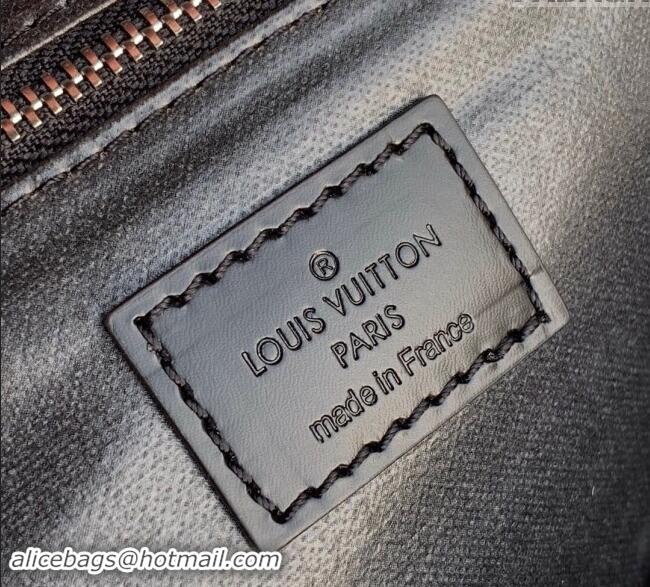 ®
LOUIS VUITTON
PARIS
made in France
alicebags@hotmail.com